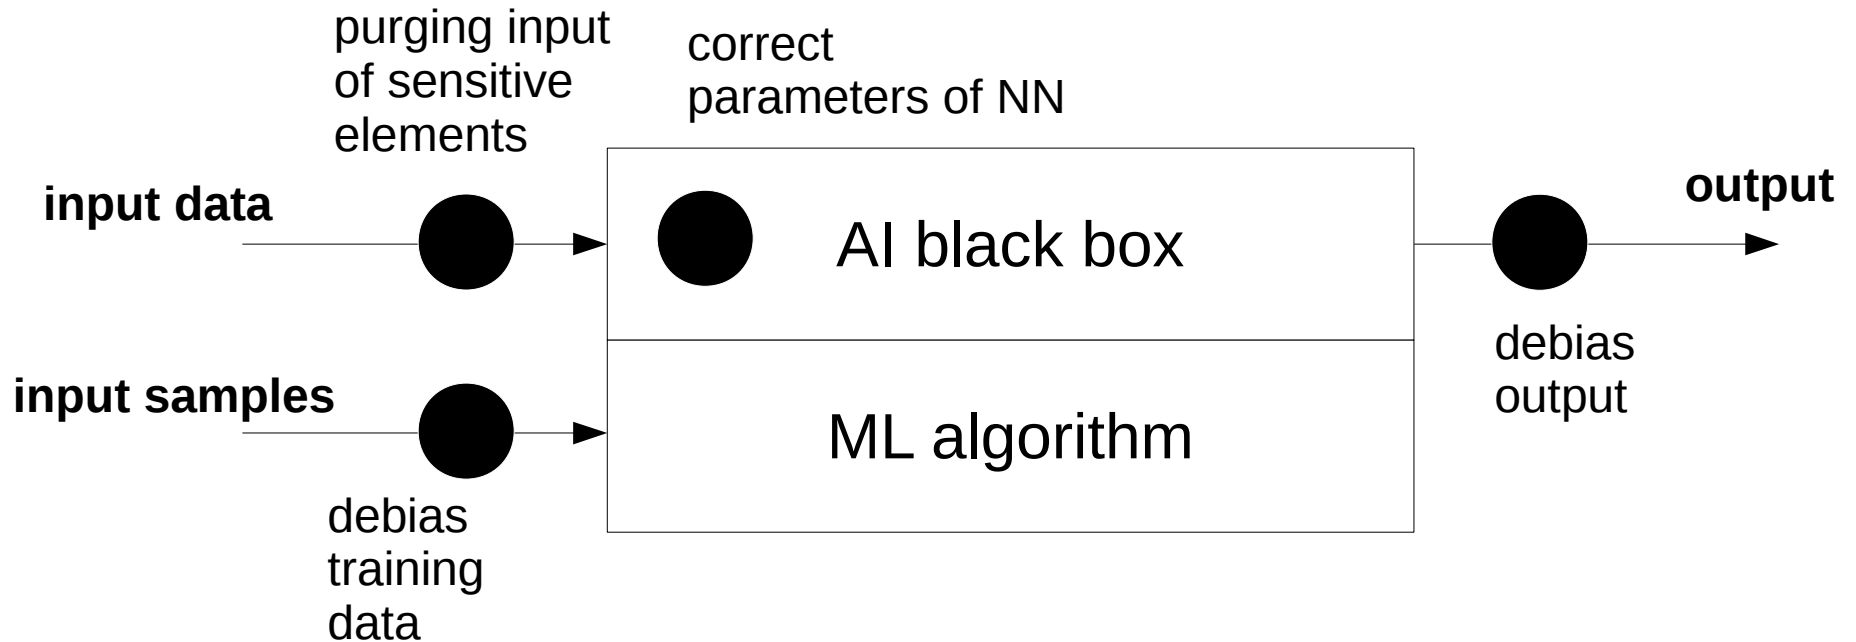 purging input
of sensitive
elements
correct
parameters of NN
input data
AI black box
output
debias
output
input samples
ML algorithm
debias
training
data